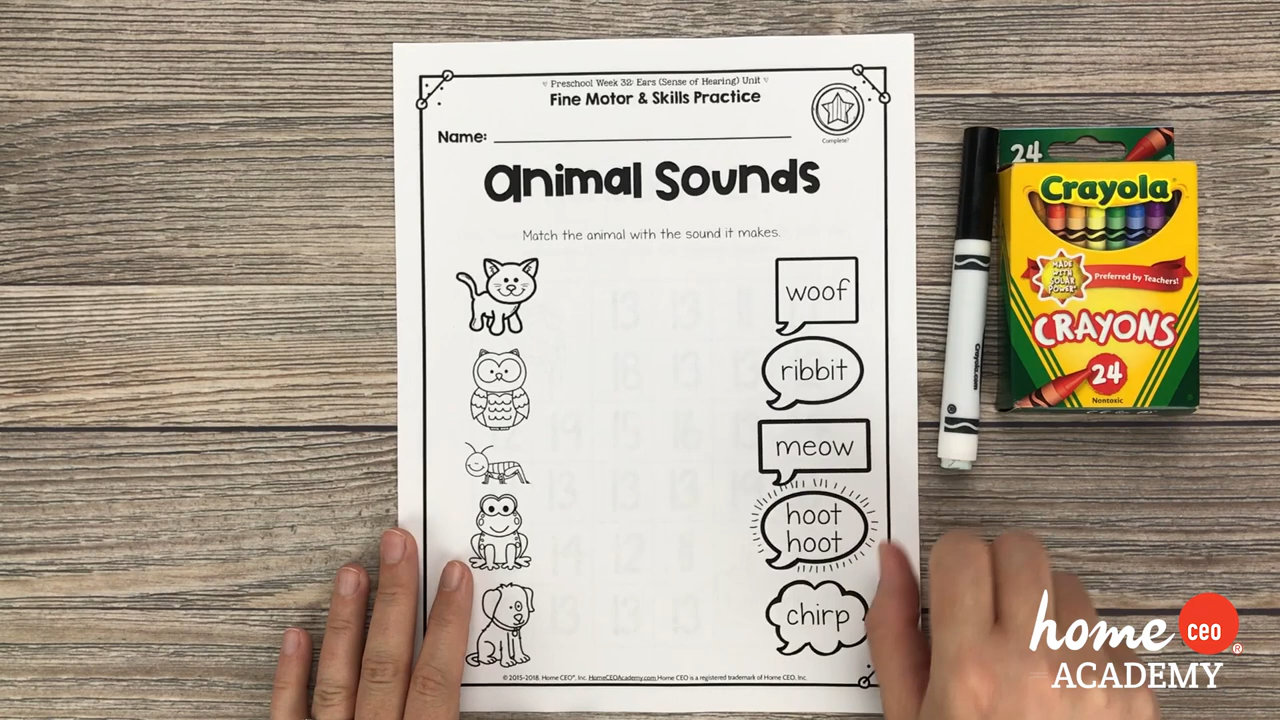 Preschool Week 32: Ears (Sense of Hearing) Unit
Fine Motor & Skills Practice
Name:
Complete!
Animal Sounds
Match the animal with the sound it makes.
woof
ribbit
meow
hoot
hoot
chirp
© 2015-2018. Home CEO®, Inc. HomeCEOAcademy.com Home CEO is a registered trademark of Home CEO, Inc.
24
Crayola
MADE
WITH
SOLAR
POWER*
Preferred by Teachers!
CRAYONS
24
Nontoxic
Crayola.com
home ceo®
ACADEMY